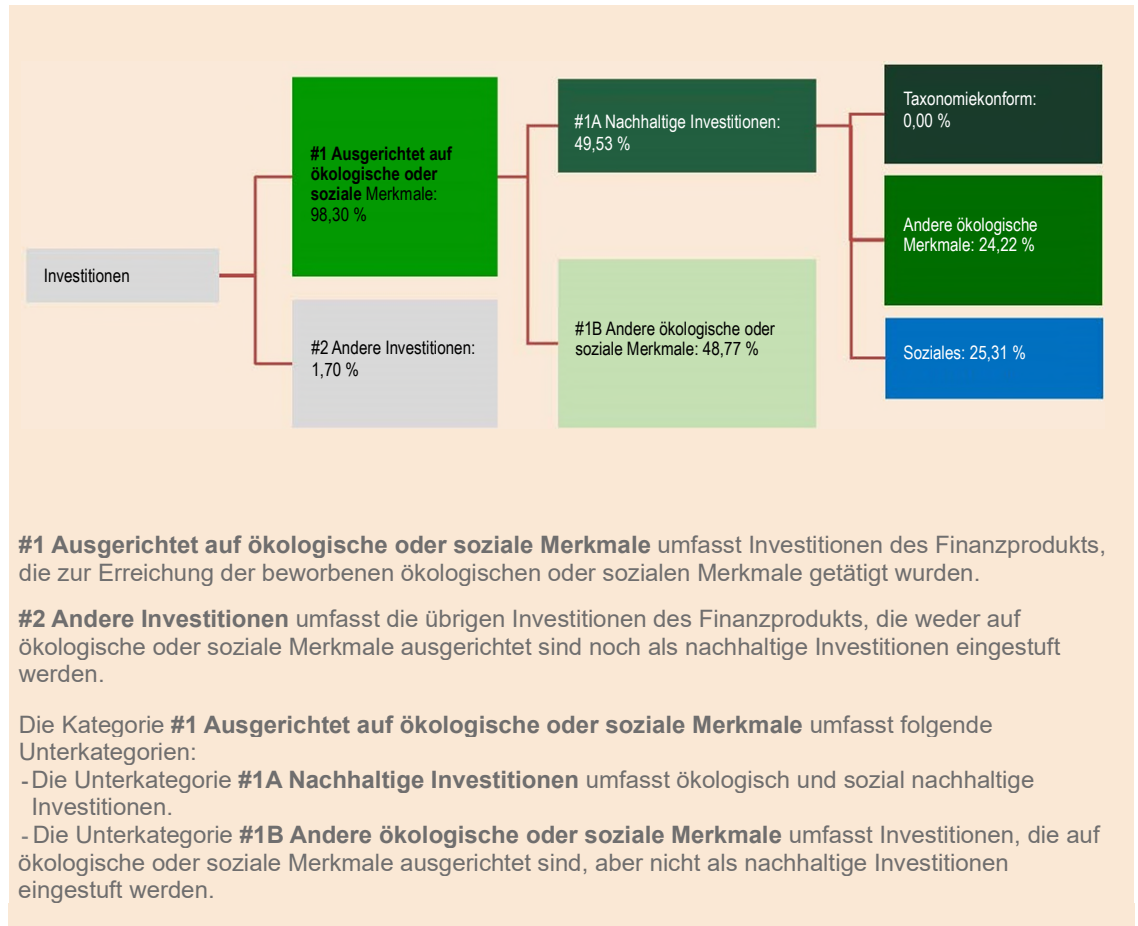 Investitionen
#1 Ausgerichtet auf
ökologische oder
soziale Merkmale:
98,30 %
#2 Andere Investitionen:
1,70 %
#1A Nachhaltige Investitionen:
49,53 %
#1B Andere ökologische oder
soziale Merkmale: 48,77 %
Taxonomiekonform:
0,00 %
Andere ökologische
Merkmale: 24,22 %
Soziales: 25,31 %
#1 Ausgerichtet auf ökologische oder soziale Merkmale umfasst Investitionen des Finanzprodukts,
die zur Erreichung der beworbenen ökologischen oder sozialen Merkmale getätigt wurden.
#2 Andere Investitionen umfasst die übrigen Investitionen des Finanzprodukts, die weder auf
ökologische oder soziale Merkmale ausgerichtet sind noch als nachhaltige Investitionen eingestuft
werden.
Die Kategorie #1 Ausgerichtet auf ökologische oder soziale Merkmale umfasst folgende
Unterkategorien:
- Die Unterkategorie #1A Nachhaltige Investitionen umfasst ökologisch und sozial nachhaltige
Investitionen.
- Die Unterkategorie #1B Andere ökologische oder soziale Merkmale umfasst Investitionen, die auf
ökologische oder soziale Merkmale ausgerichtet sind, aber nicht als nachhaltige Investitionen
eingestuft werden.